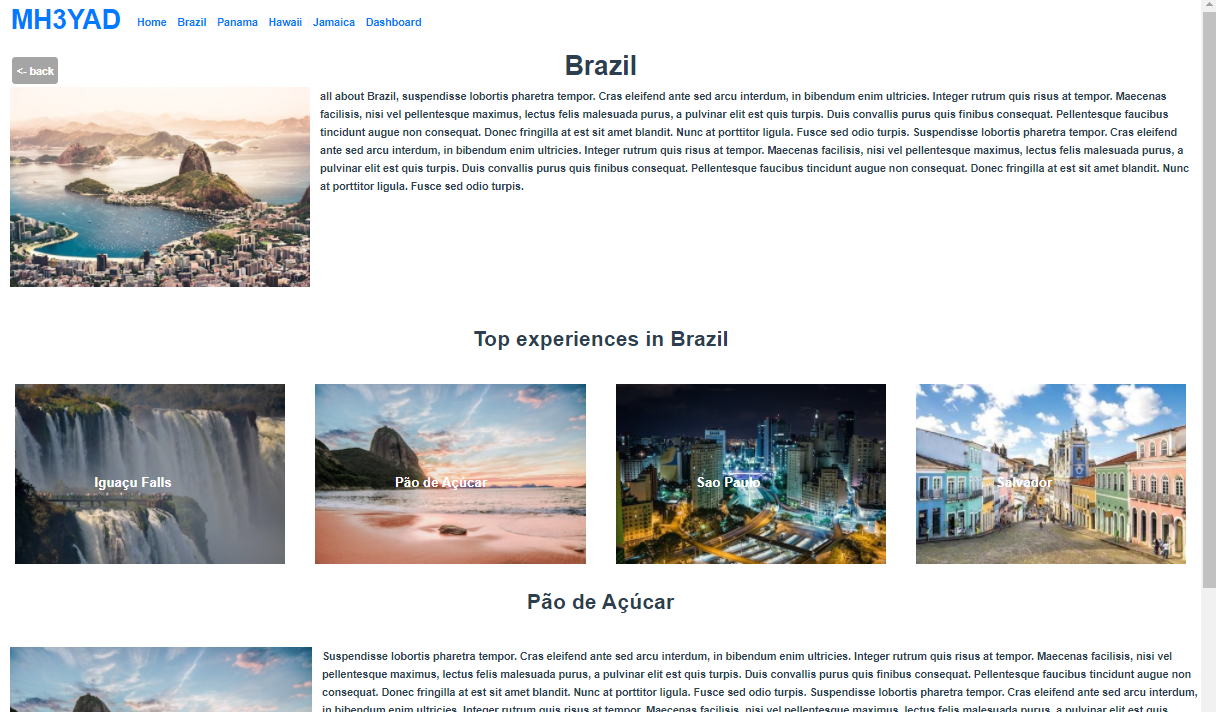 MH3YAD Home Brazil Panama Hawaii Jamaica Dashboard
<- back
Brazil
all about Brazil, suspendisse lobortis pharetra tempor. Cras eleifend ante sed arcu interdum, in bibendum enim ultricies. Integer rutrum quis risus at tempor. Maecenas
facilisis, nisi vel pellentesque maximus, lectus felis malesuada purus, a pulvinar elit est quis turpis. Duis convallis purus quis finibus consequat. Pellentesque faucibus
tincidunt augue non consequat. Donec fringilla at est sit amet blandit. Nunc at porttitor ligula. Fusce sed odio turpis. Suspendisse lobortis pharetra tempor. Cras eleifend
ante sed arcu interdum, in bibendum enim ultricies. Integer rutrum quis risus at tempor. Maecenas facilisis, nisi vel pellentesque maximus, lectus felis malesuada purus, a
pulvinar elit est quis turpis. Duis convallis purus quis finibus consequat. Pellentesque faucibus tincidunt augue non consequat. Donec fringilla at est sit amet blandit. Nunc
at porttitor ligula. Fusce sed odio turpis.
Top experiences in Brazil
Iguaçu Falls
Pão de Açúcar
Sao Paulo
Salvador
Pão de Açúcar
Suspendisse lobortis pharetra tempor. Cras eleifend ante sed arcu interdum, in bibendum enim ultricies. Integer rutrum quis risus at tempor. Maecenas facilisis, nisi vel
pellentesque maximus, lectus felis malesuada purus, a pulvinar elit est quis turpis. Duis convallis purus quis finibus consequat. Pellentesque faucibus tincidunt augue non
consequat. Donec fringilla at est sit amet blandit. Nunc at porttitor ligula. Fusce sed odio turpis. Suspendisse lobortis pharetra tempor. Cras eleifend ante sed arcu interdum,
in bibendum enim ultricies. Integer rutrum quis risus at tempor. Maecenas facilisis, nisi vel pellentesque maximus, lectus felis malesuada purus, a pulvinar elit est quis